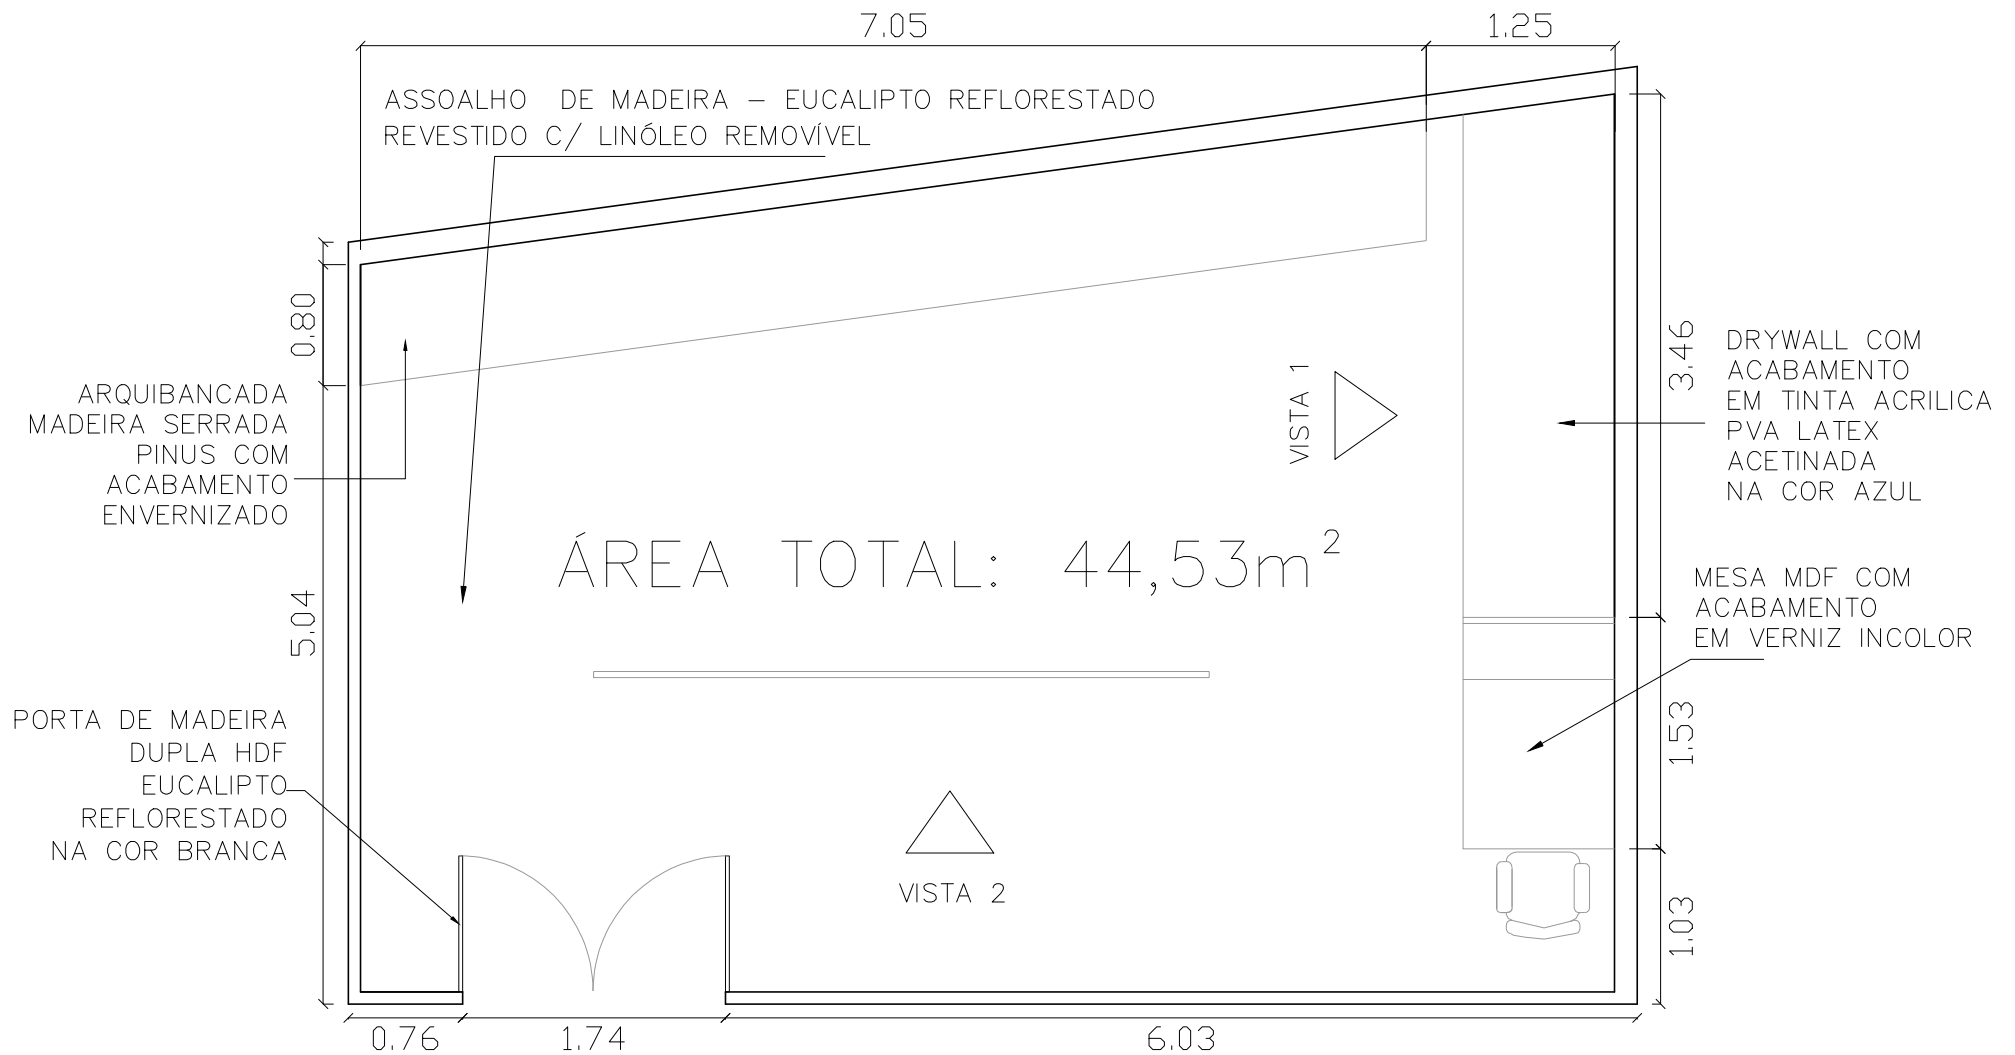 7.05
1.25
ASSOALHO DE MADEIRA – EUCALIPTO REFLORESTADO
REVESTIDO C/ LINÓLEO REMOVÍVEL
0.80
ARQUIBANCADA
MADEIRA SERRADA
PINUS COM
ACABAMENTO
ENVERNIZADO
VISTA 1
3.46
DRYWALL COM
ACABAMENTO
EM TINTA ACRILICA
PVA LATEX
ACETINADA
NA COR AZUL
ÁREA TOTAL: 44,53m²
5.04
MESA MDF COM
ACABAMENTO
EM VERNIZ INCOLOR
1.53
PORTA DE MADEIRA
DUPLA HDF
EUCALIPTO
REFLORESTADO
NA COR BRANCA
VISTA 2
1.03
0.76
1.74
6.03